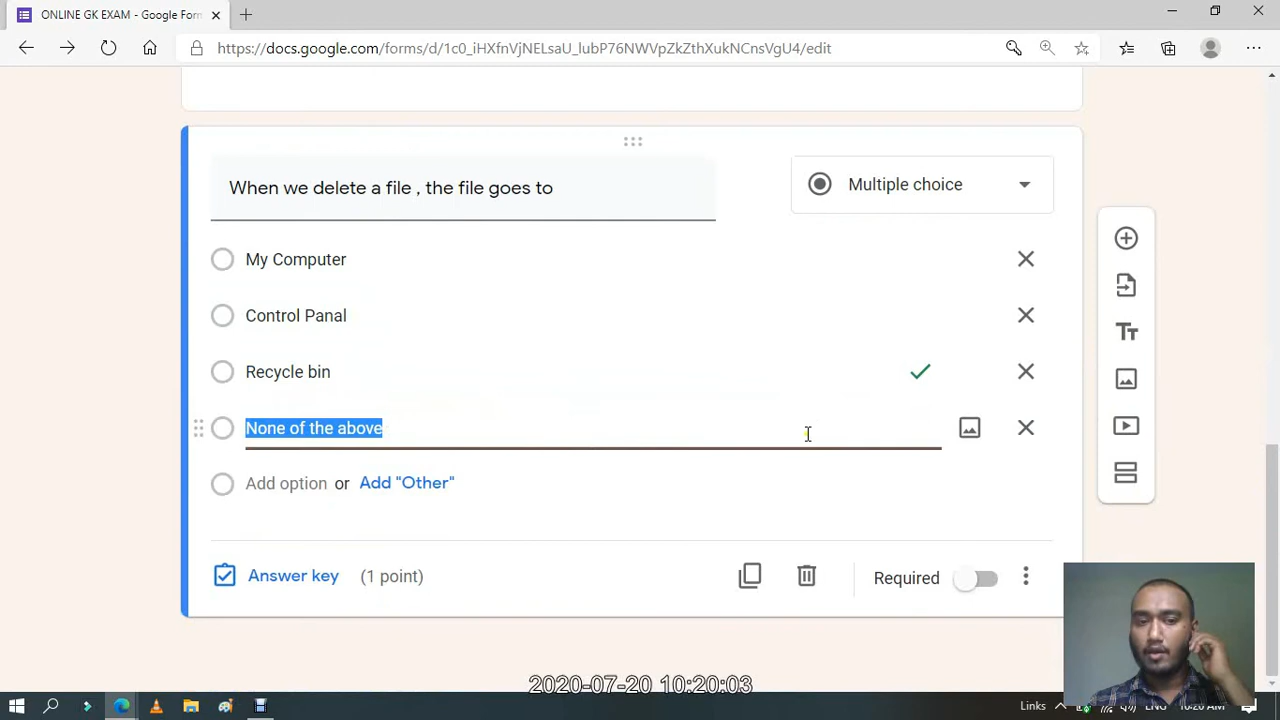 ONLINE GK EXAM - Google Form
https://docs.google.com/forms/d/1c0_iHXfnVjNELsaU_lubP76NWVpZkZthXukNCnsVgU4/edit
When we delete a file , the file goes to
Multiple choice
My Computer
Control Panal
Recycle bin
None of the above
Add option or Add "Other"
Answer key (1 point)
Required
2020-07-20 10:20:03
Links
ENG